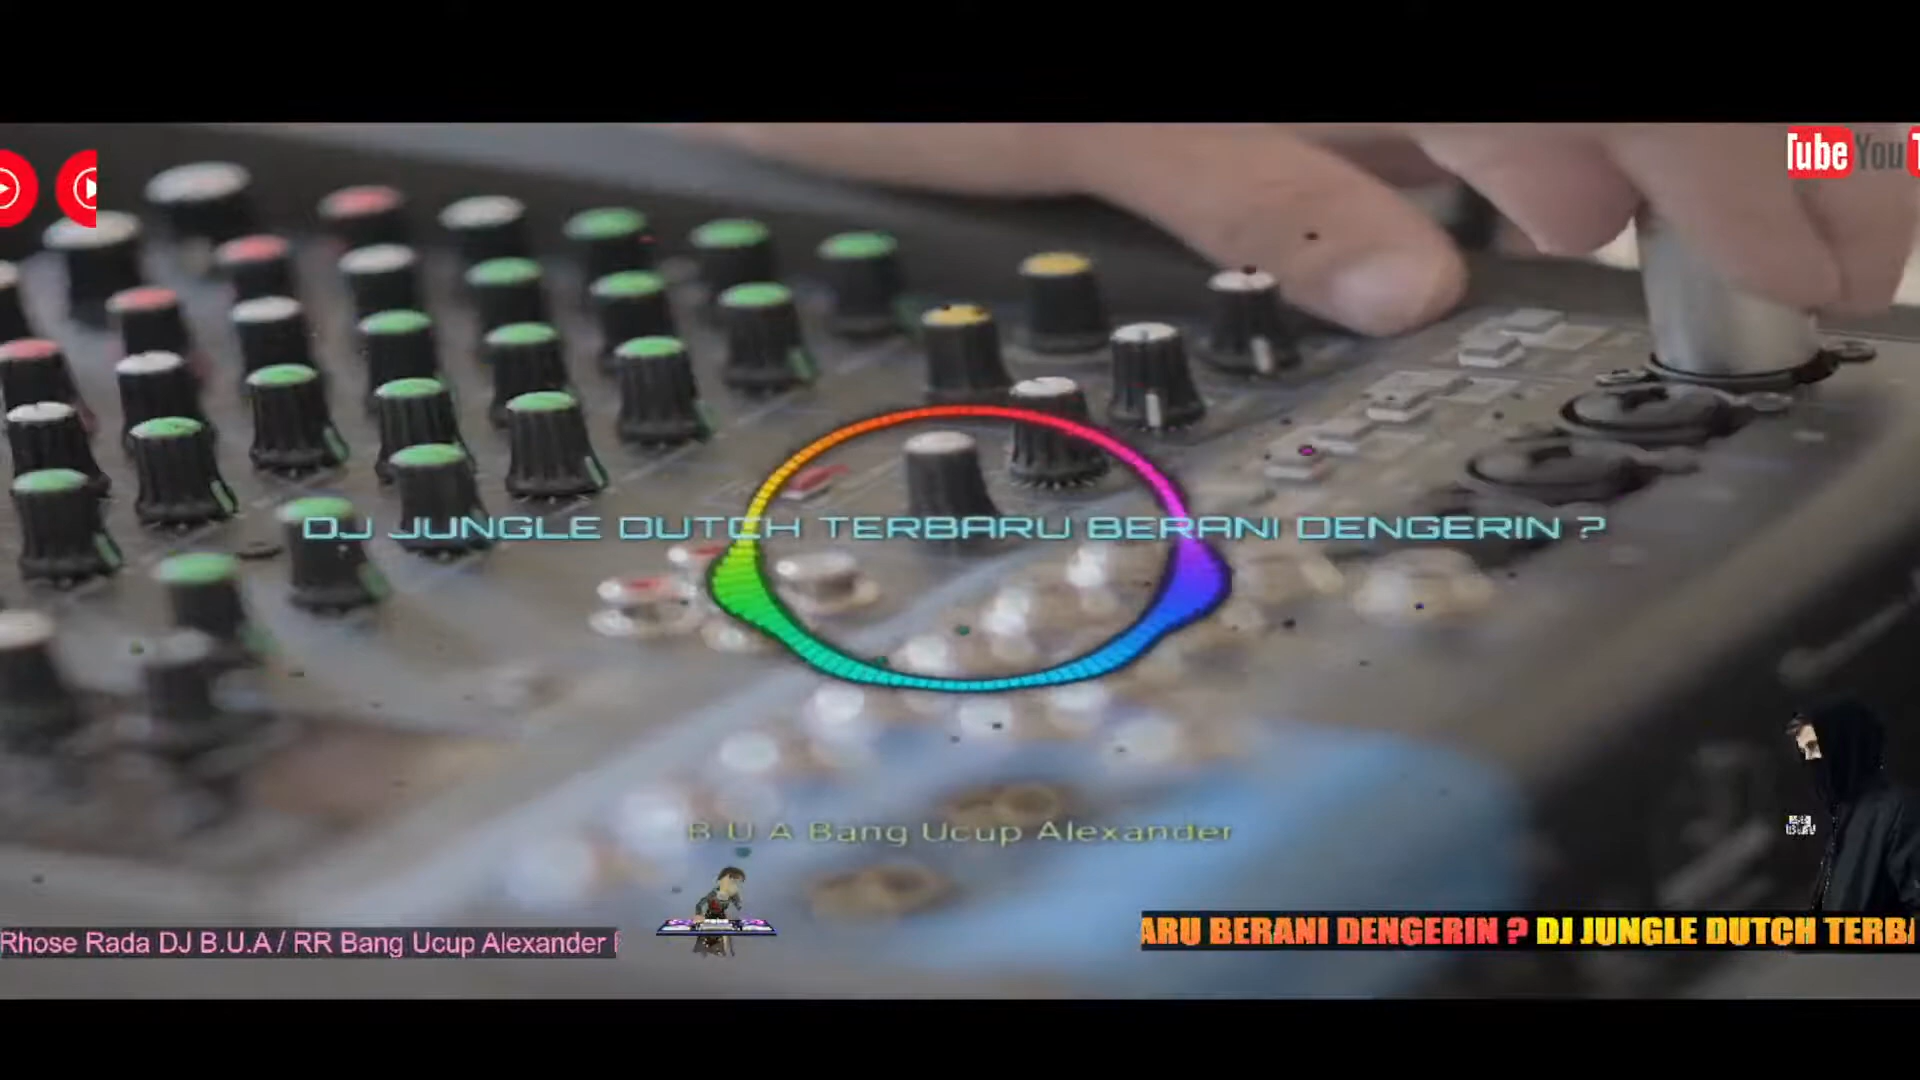 Tube You
DJ JUNGLE DUTCH TERBARU BERANI DENGERIN ?
B.U.A Bang Ucup Alexander
Rhose Rada DJ B.U.A / RR Bang Ucup Alexander
ARU BERANI DENGERIN ? DJ JUNGLE DUTCH TERBA